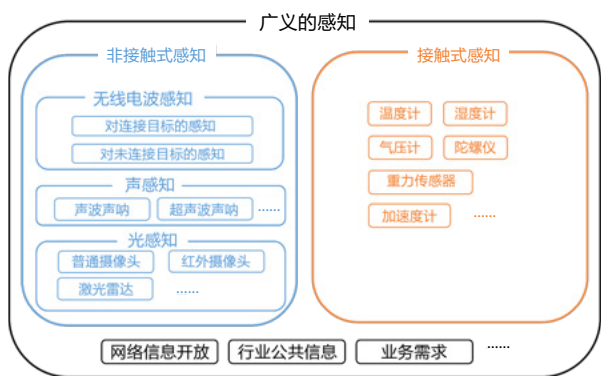 广义的感知
非接触式感知
无线电波感知
对连接目标的感知
对未连接目标的感知
声感知
声波声呐 超声波声呐 ......
光感知
普通摄像头 红外摄像头
激光雷达 ......
接触式感知
温度计 湿度计
气压计 陀螺仪
重力传感器
加速度计 ......
网络信息开放 行业公共信息 业务需求 ......